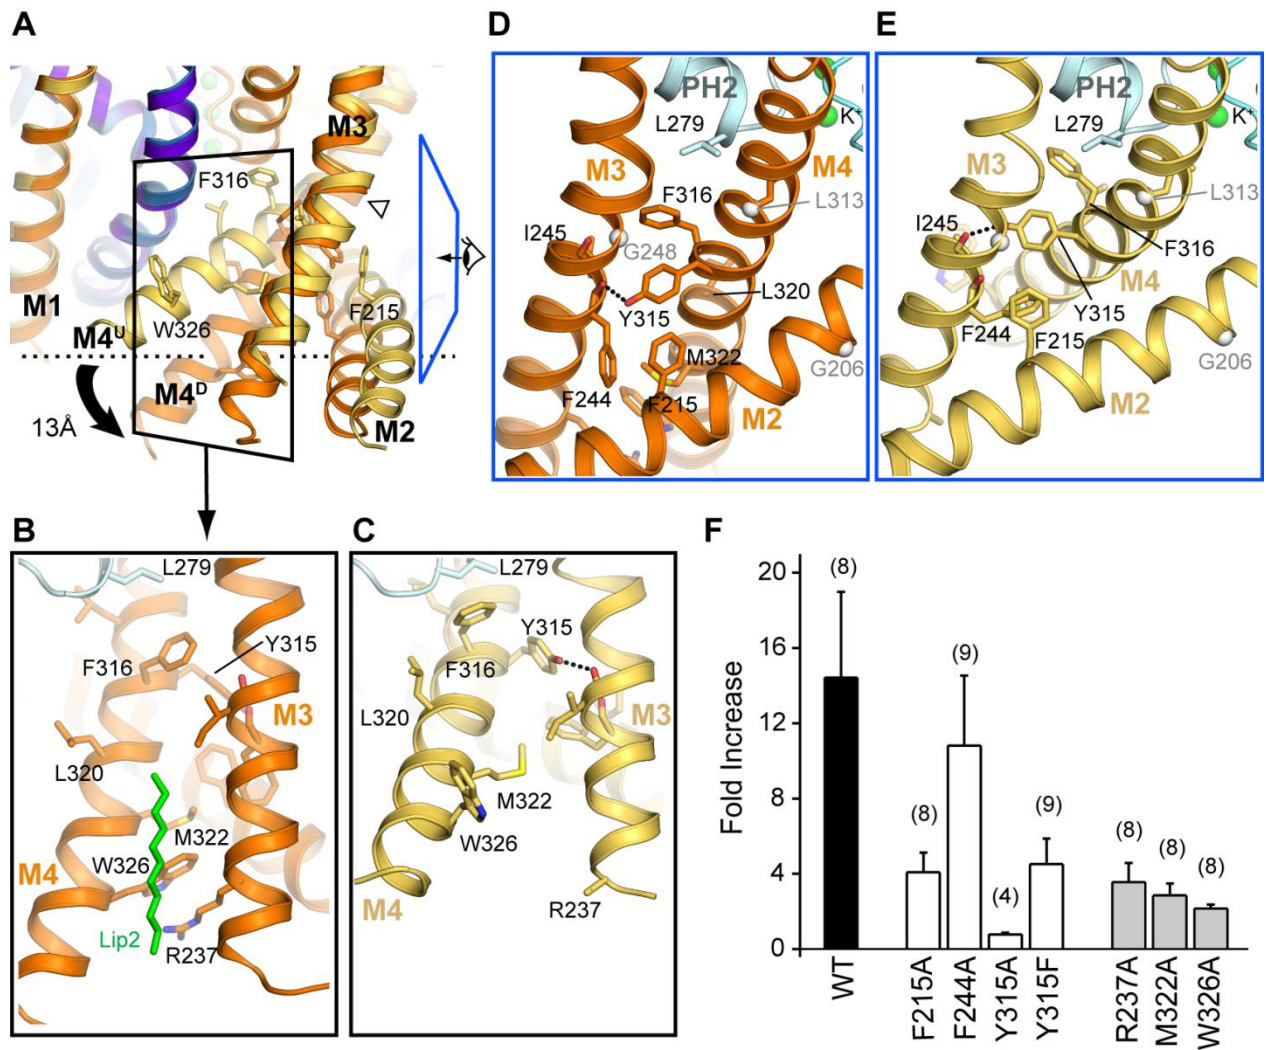 A
M3
F316
M1
W326
F215
M4U
M4D
13Å
M2
D
PH2
L279
K+
M3
M4
F316
L313
I245
G248
L320
Y315
M322
G206
F244
F215
M2
E
PH2
L279
K+
M3
L313
I245
F316
M4
Y315
F244
F215
G206
M2
B
L279
Y315
F316
M3
L320
M322
W326
M4
Lip2
R237
C
L279
Y315
F316
M3
L320
M322
W326
M4
R237
F
Fold Increase
20
16
12
8
4
0
(8)
(8)
(9)
(4)
(9)
(8)
(8)
(8)
WT
F215A
F244A
Y315A
Y315F
R237A
M322A
W326A